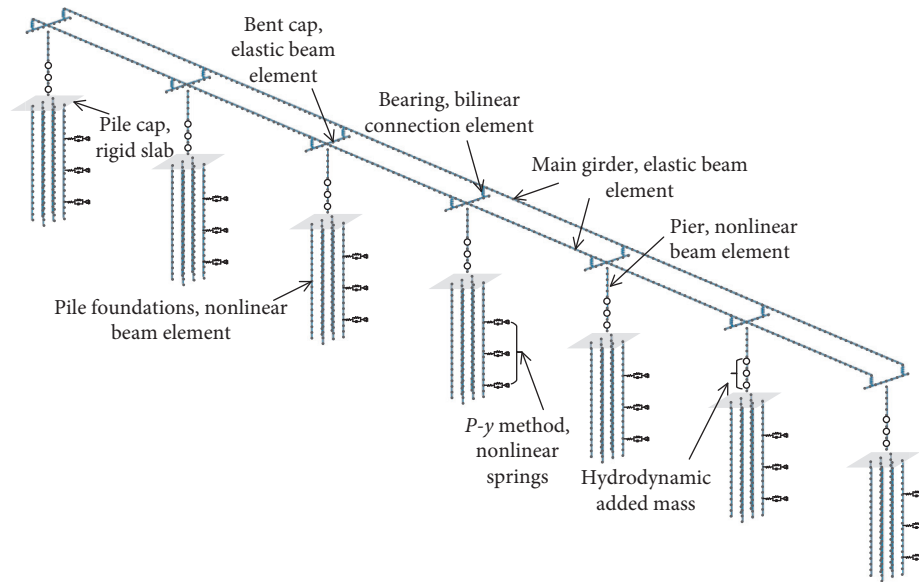 Bent cap,
elastic beam
element
Bearing, bilinear
connection element
Pile cap,
rigid slab
Main girder, elastic beam
element
Pier, nonlinear
beam element
Pile foundations, nonlinear
beam element
P-y method,
nonlinear
springs
Hydrodynamic
added mass